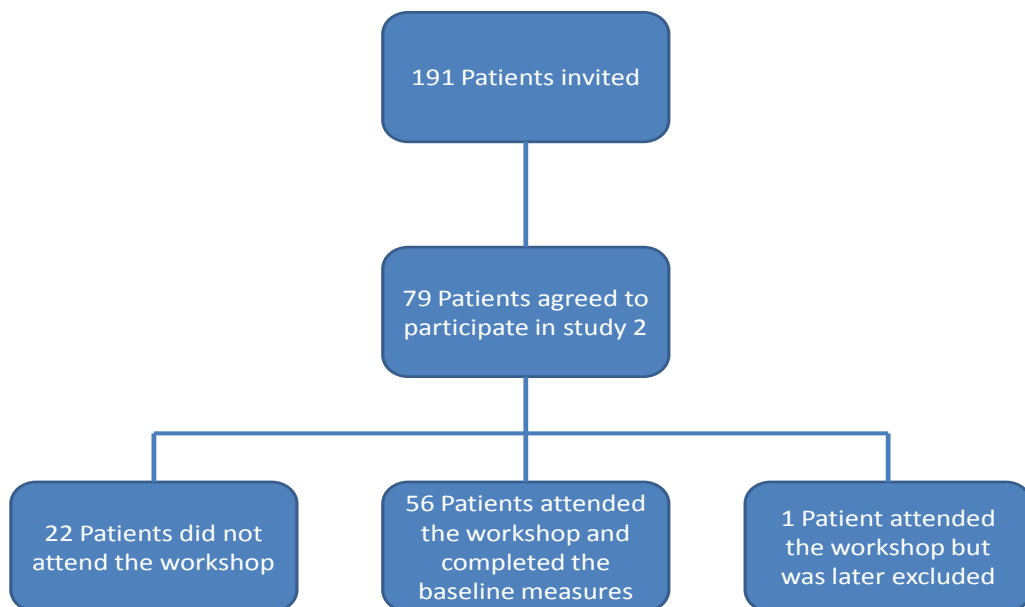 191 Patients invited
79 Patients agreed to
participate in study 2
22 Patients did not
attend the workshop
56 Patients attended
the workshop and
completed the
baseline measures
1 Patient attended
the workshop but
was later excluded